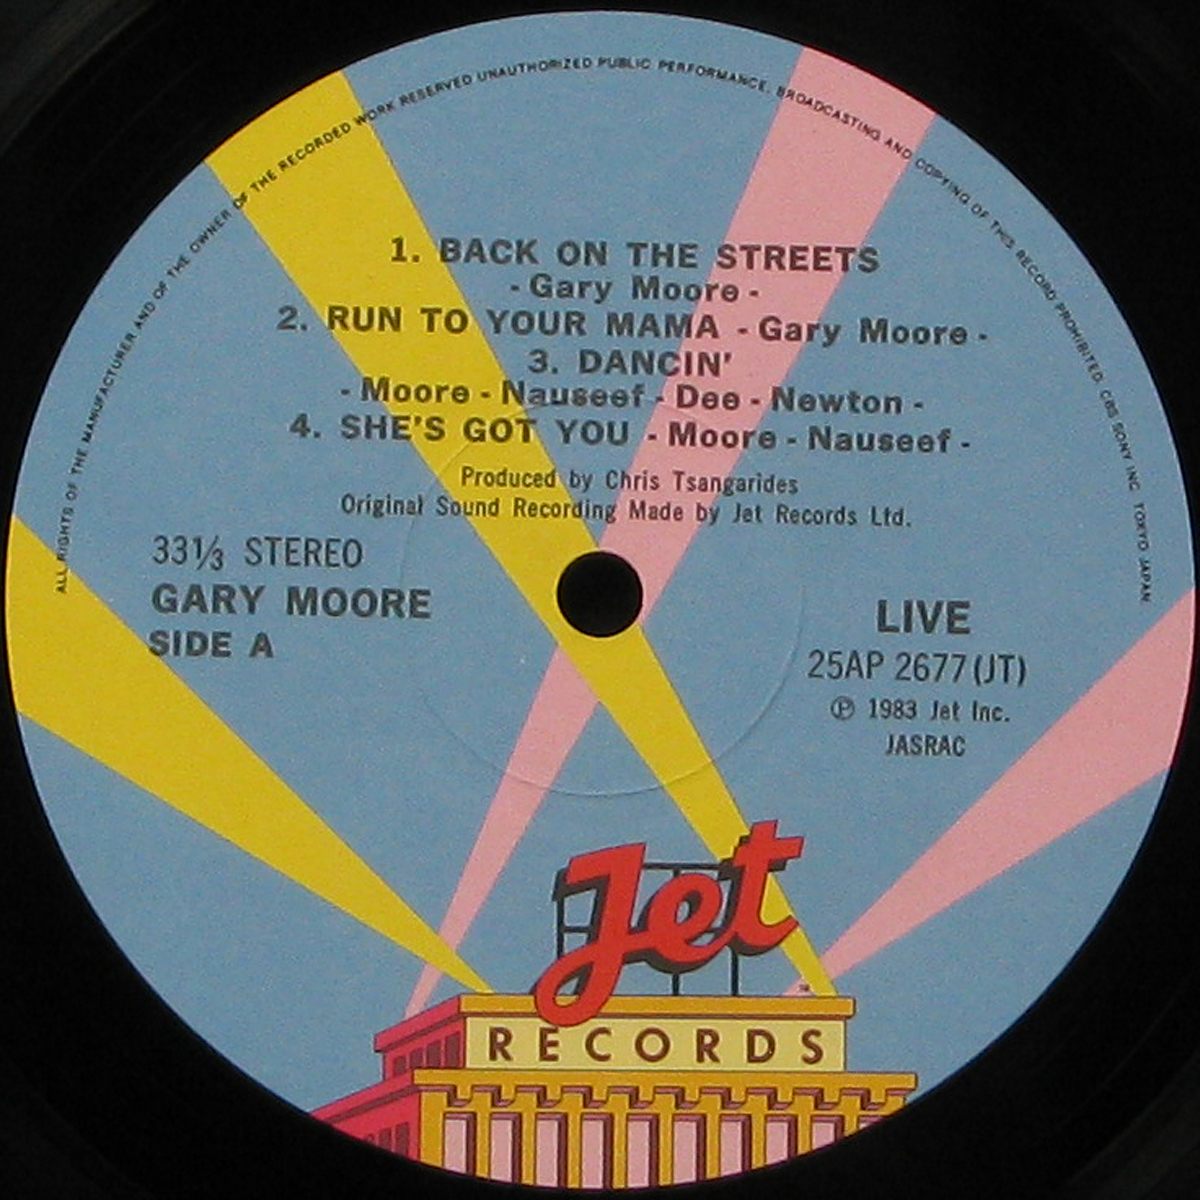 ALL RIGHTS OF THE MANUFACTURER AND OF THE OWNER OF THE RECORDED WORK RESERVED UNAUTHORIZED PUBLIC PERFORMANCE, BROADCASTING AND COPYING OF THIS RECORD PROHIBITED. CBS SONY INC. TOKYO JAPAN
1. BACK ON THE STREETS
- Gary Moore -
2. RUN TO YOUR MAMA - Gary Moore -
3. DANCIN'
- Moore - Nauseef - Dee - Newton -
4. SHE'S GOT YOU - Moore - Nauseef -
Produced by Chris Tsangarides
Original Sound Recording Made by Jet Records Ltd.
33⅓ STEREO
GARY MOORE
SIDE A
LIVE
25AP 2677 (JT)
℗ 1983 Jet Inc.
JASRAC
Jet
RECORDS